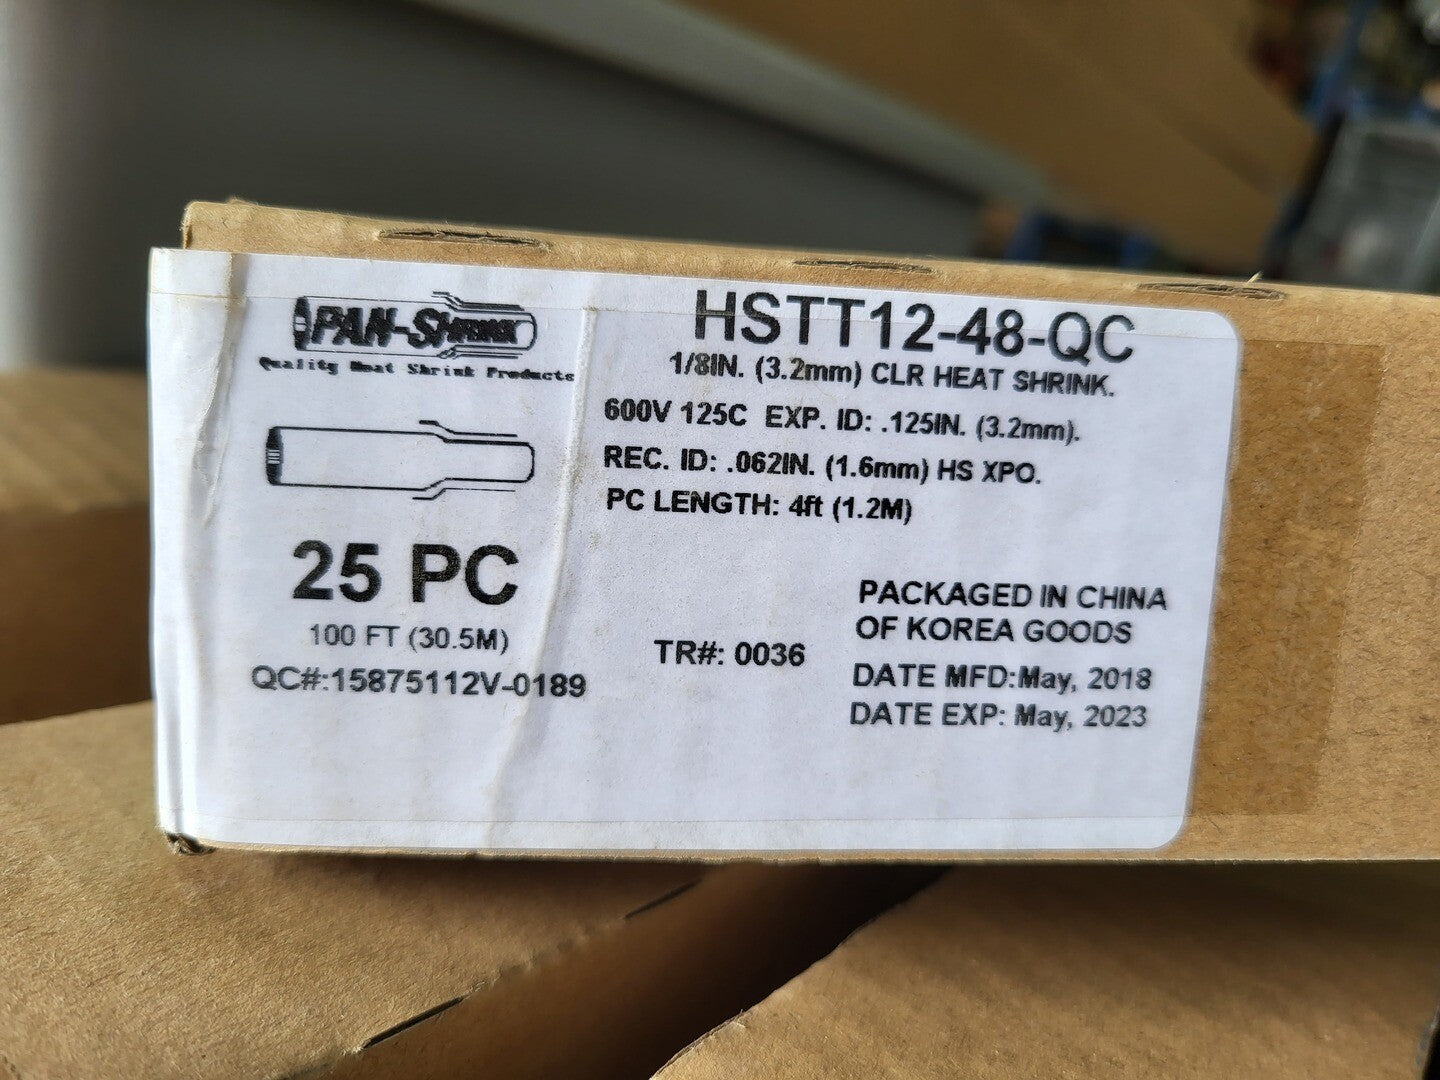 PAN-SHRINK
Quality Heat Shrink Products
25 PC
100 FT (30.5M)
QC#:15875112V-0189
HSTT12-48-QC
1/8IN. (3.2mm) CLR HEAT SHRINK.
600V 125C EXP. ID: .125IN. (3.2mm).
REC. ID: .062IN. (1.6mm) HS XPO.
PC LENGTH: 4ft (1.2M)
TR#: 0036
PACKAGED IN CHINA
OF KOREA GOODS
DATE MFD:May, 2018
DATE EXP: May, 2023